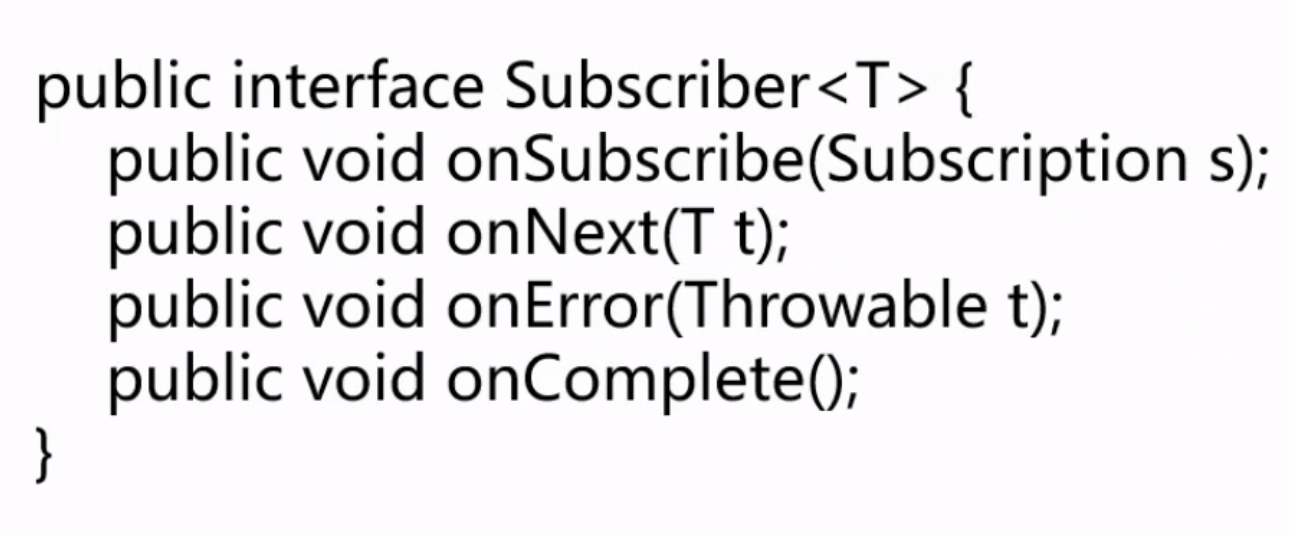 public interface Subscriber<T> {
    public void onSubscribe(Subscription s);
    public void onNext(T t);
    public void onError(Throwable t);
    public void onComplete();
}